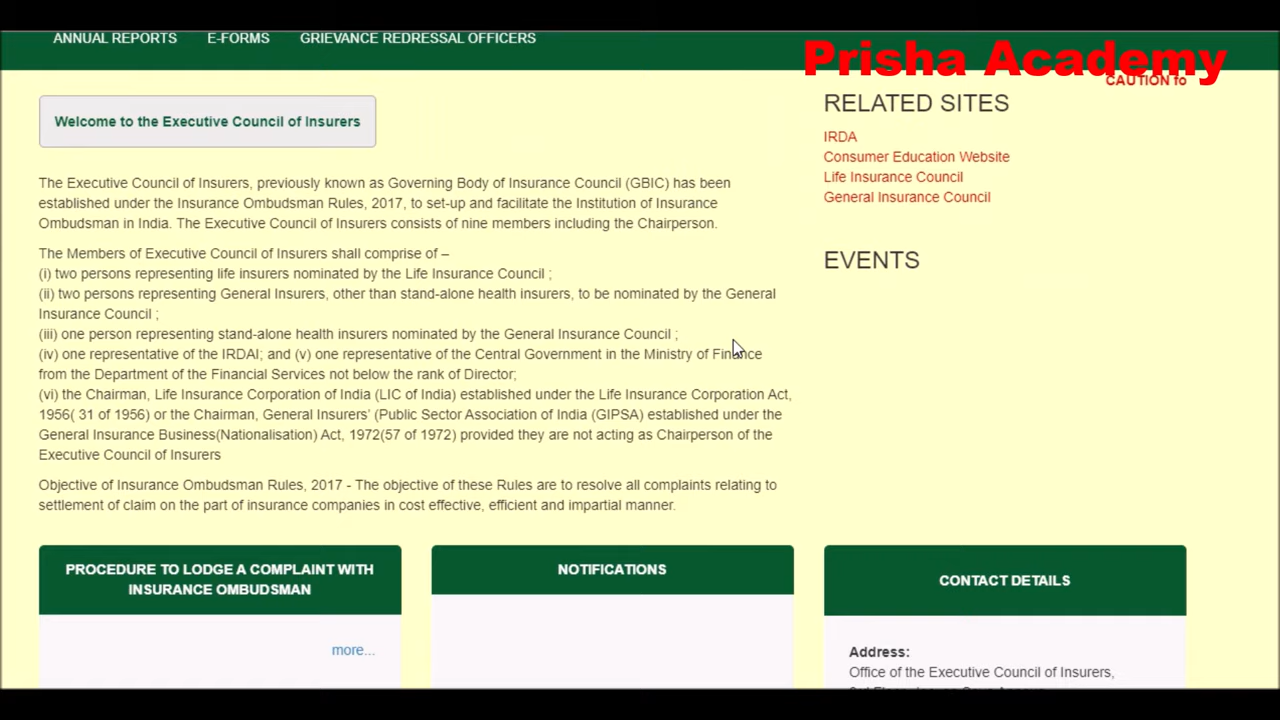 ANNUAL REPORTS E-FORMS GRIEVANCE REDRESSAL OFFICERS
Prisha Academy
CAUTION fo
Welcome to the Executive Council of Insurers
The Executive Council of Insurers, previously known as Governing Body of Insurance Council (GBIC) has been
established under the Insurance Ombudsman Rules, 2017, to set-up and facilitate the Institution of Insurance
Ombudsman in India. The Executive Council of Insurers consists of nine members including the Chairperson.
The Members of Executive Council of Insurers shall comprise of –
(i) two persons representing life insurers nominated by the Life Insurance Council ;
(ii) two persons representing General Insurers, other than stand-alone health insurers, to be nominated by the General
Insurance Council ;
(iii) one person representing stand-alone health insurers nominated by the General Insurance Council ;
(iv) one representative of the IRDAI; and (v) one representative of the Central Government in the Ministry of Finance
from the Department of the Financial Services not below the rank of Director;
(vi) the Chairman, Life Insurance Corporation of India (LIC of India) established under the Life Insurance Corporation Act,
1956( 31 of 1956) or the Chairman, General Insurers' (Public Sector Association of India (GIPSA) established under the
General Insurance Business(Nationalisation) Act, 1972(57 of 1972) provided they are not acting as Chairperson of the
Executive Council of Insurers
Objective of Insurance Ombudsman Rules, 2017 - The objective of these Rules are to resolve all complaints relating to
settlement of claim on the part of insurance companies in cost effective, efficient and impartial manner.
RELATED SITES
IRDA
Consumer Education Website
Life Insurance Council
General Insurance Council
EVENTS
PROCEDURE TO LODGE A COMPLAINT WITH
INSURANCE OMBUDSMAN
more...
NOTIFICATIONS
CONTACT DETAILS
Address:
Office of the Executive Council of Insurers,